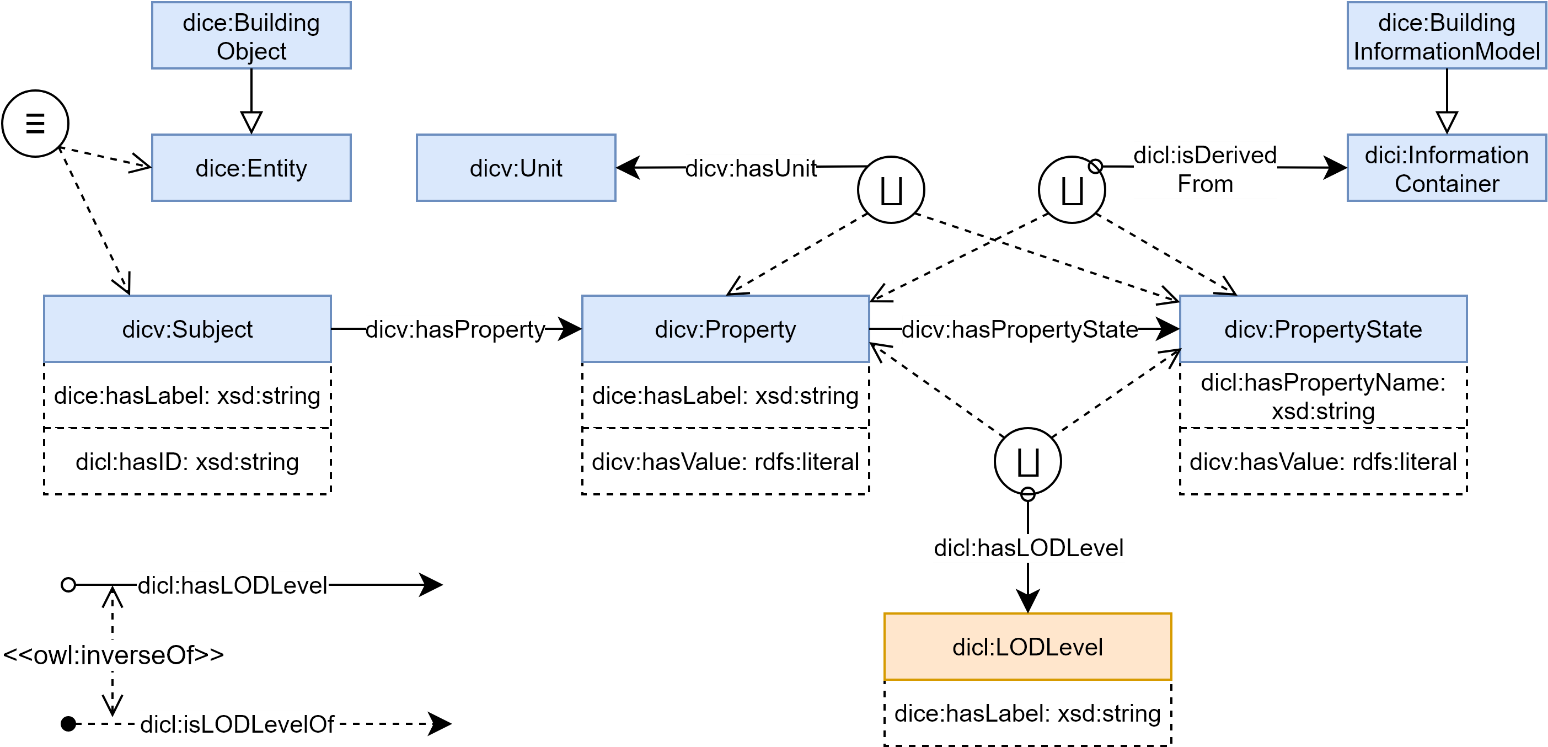 dice:Building
Object
dice:Building
InformationModel
≡
dice:Entity
dicv:Unit
dicv:hasUnit
⨆
⨆
dicl:isDerived
From
dici:Information
Container
dicv:Subject
dicv:hasProperty
dicv:Property
dicv:hasPropertyState
dicv:PropertyState
dice:hasLabel: xsd:string
dice:hasLabel: xsd:string
dicl:hasPropertyName:
xsd:string
dicl:hasID: xsd:string
dicv:hasValue: rdfs:literal
⨆
dicv:hasValue: rdfs:literal
dicl:hasLODLevel
dicl:hasLODLevel
<<owl:inverseOf>>
dicl:LODLevel
dicl:isLODLevelOf
dice:hasLabel: xsd:string